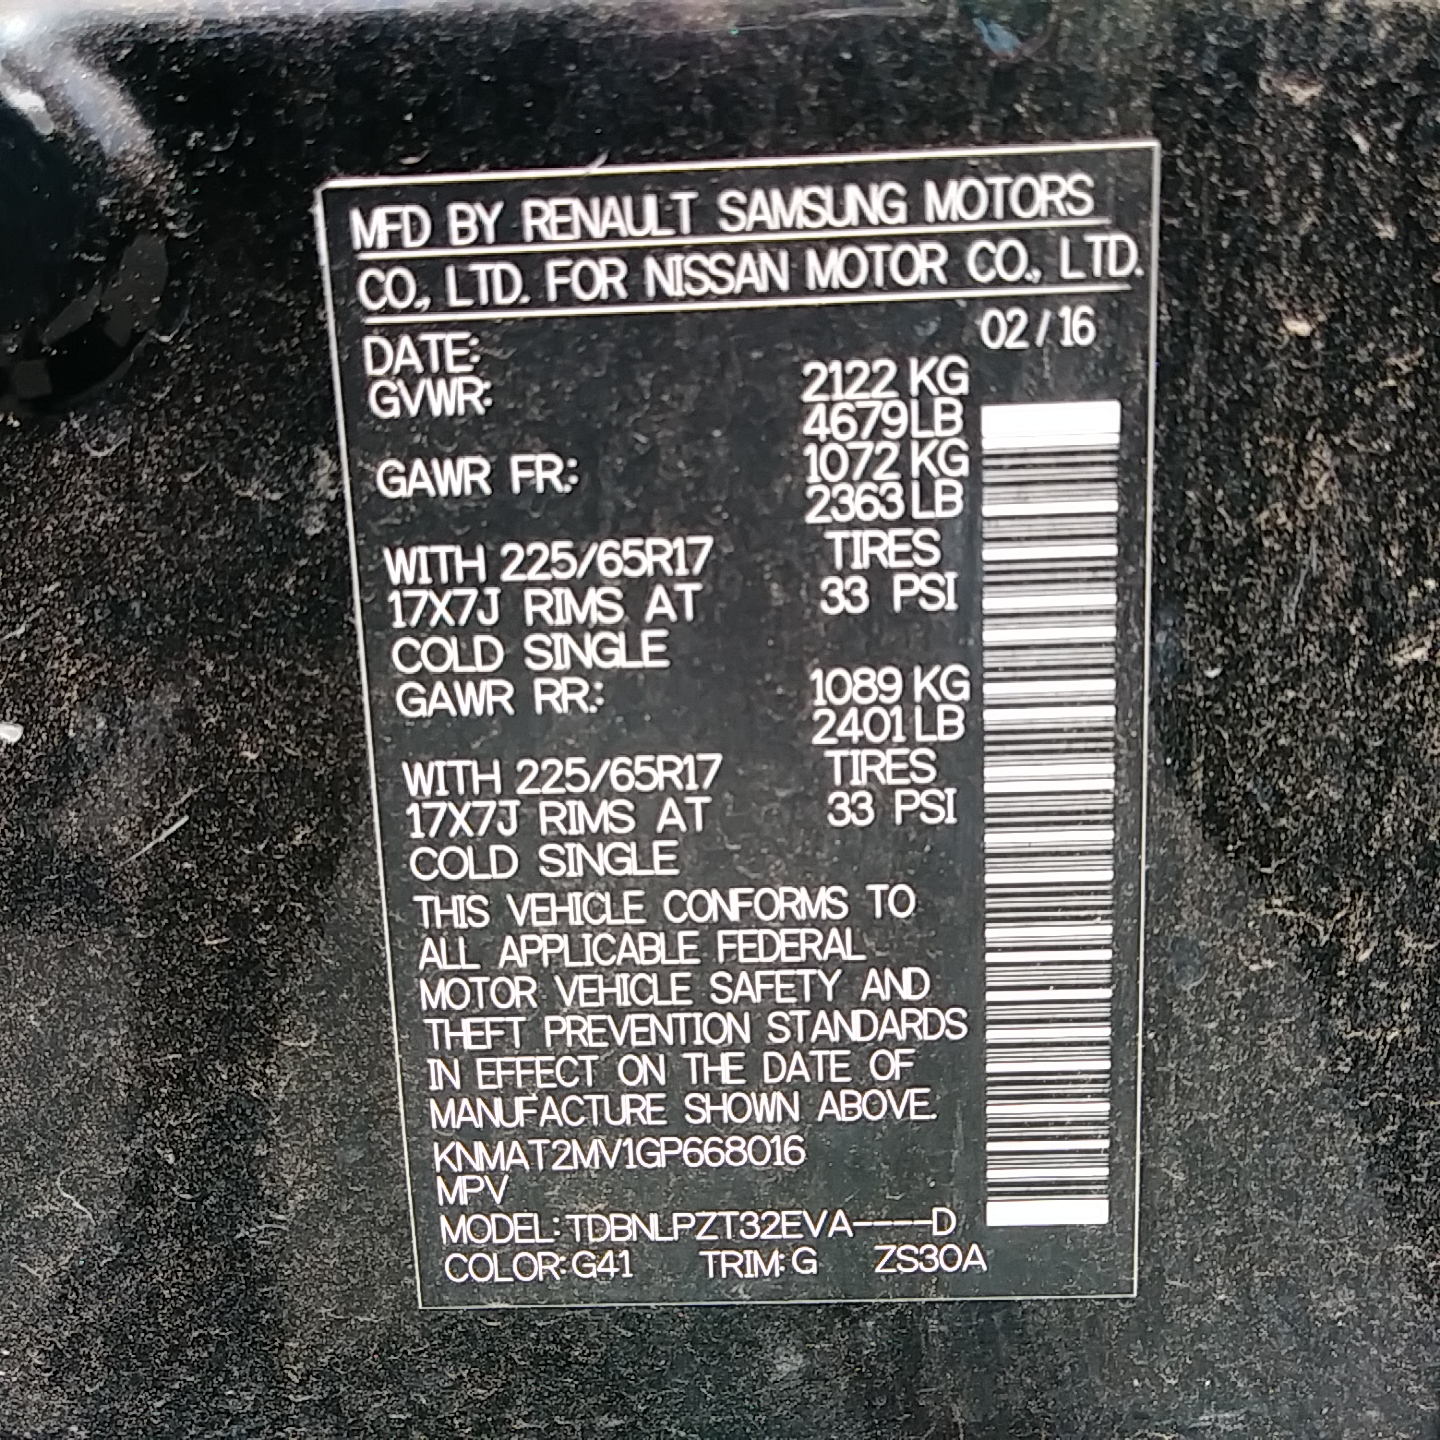 MFD BY RENAULT SAMSUNG MOTORS
CO., LTD. FOR NISSAN MOTOR CO., LTD.
DATE: 02/16
GVWR: 2122 KG
4679 LB
GAWR FR: 1072 KG
2363 LB
WITH 225/65R17 TIRES
17X7J RIMS AT 33 PSI
COLD SINGLE
GAWR RR: 1089 KG
2401 LB
WITH 225/65R17 TIRES
17X7J RIMS AT 33 PSI
COLD SINGLE
THIS VEHICLE CONFORMS TO
ALL APPLICABLE FEDERAL
MOTOR VEHICLE SAFETY AND
THEFT PREVENTION STANDARDS
IN EFFECT ON THE DATE OF
MANUFACTURE SHOWN ABOVE.
KNMAT2MV1GP668016
MPV
MODEL: TDBNLPZT32EVA----D
COLOR: G41 TRIM: G ZS30A